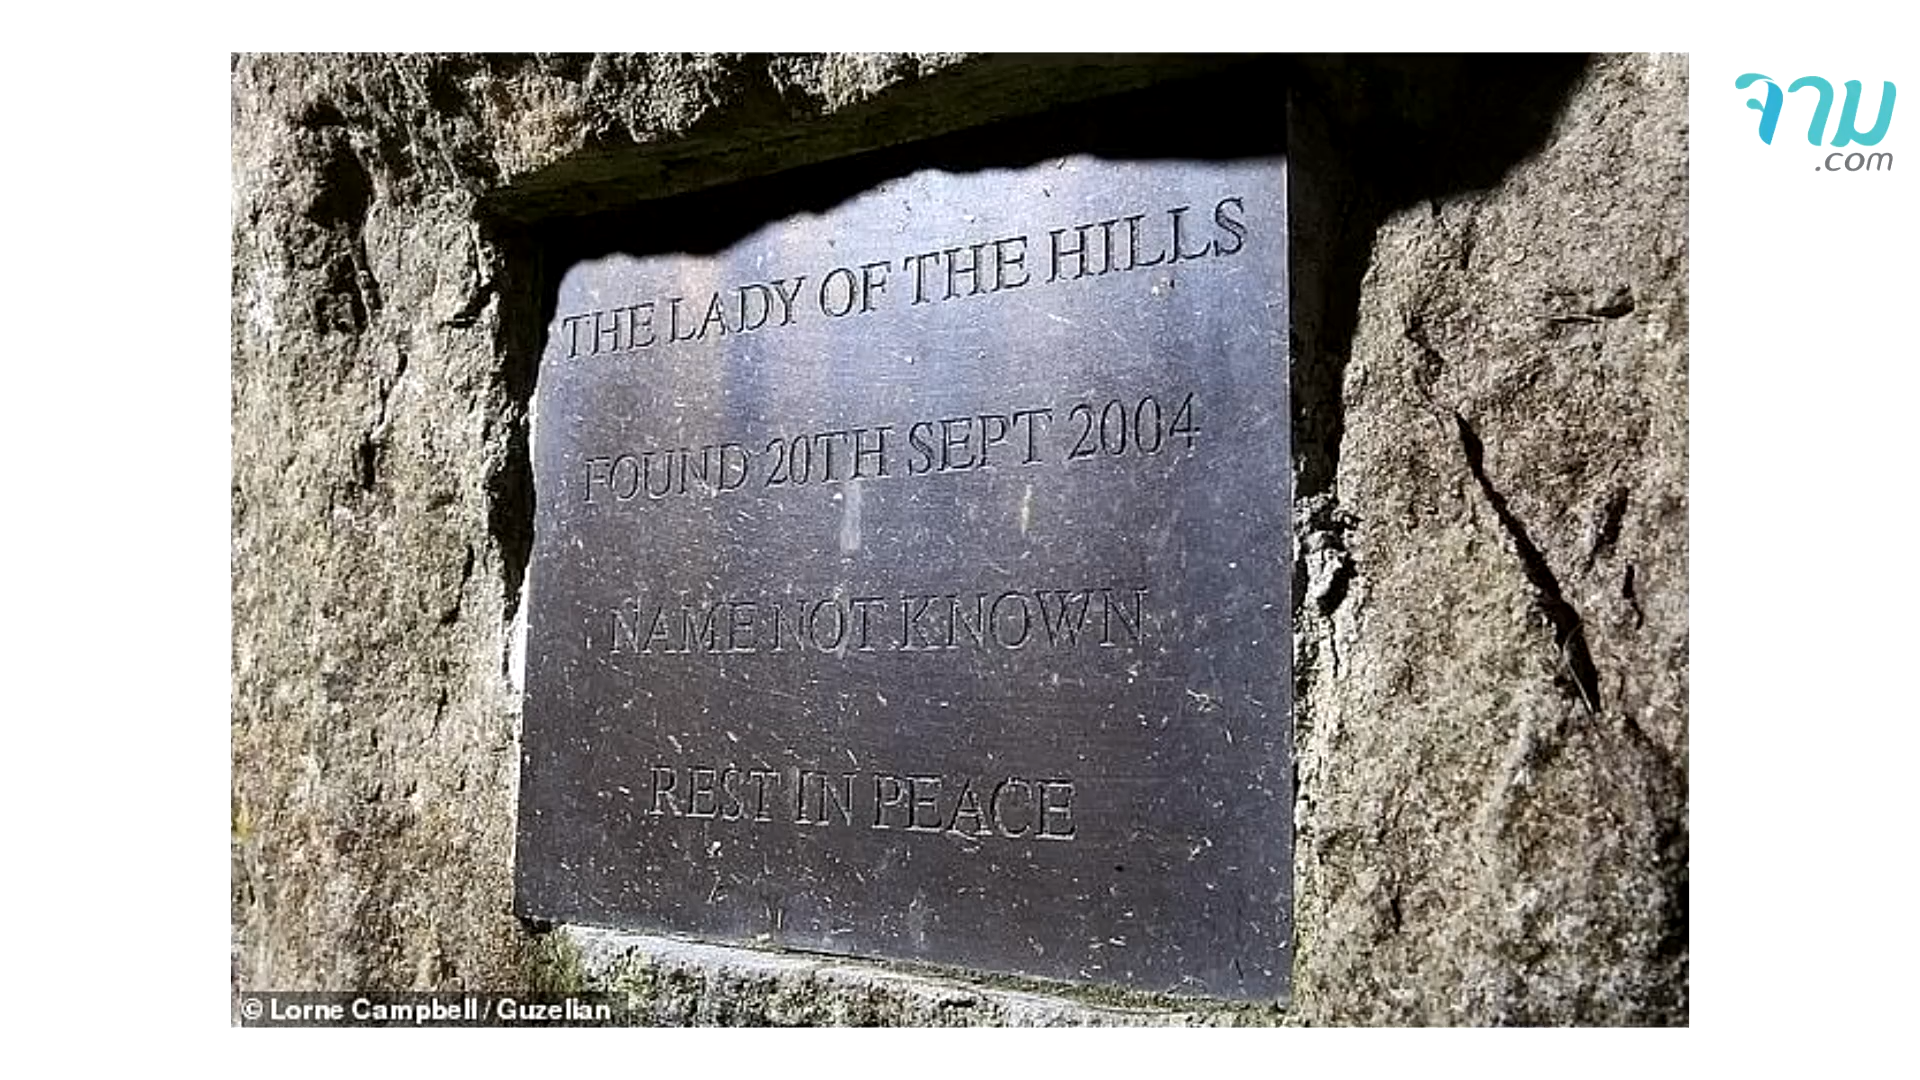 จาม
.com
THE LADY OF THE HILLS
FOUND 20TH SEPT 2004
NAME NOT KNOWN
REST IN PEACE
© Lorne Campbell / Guzelian